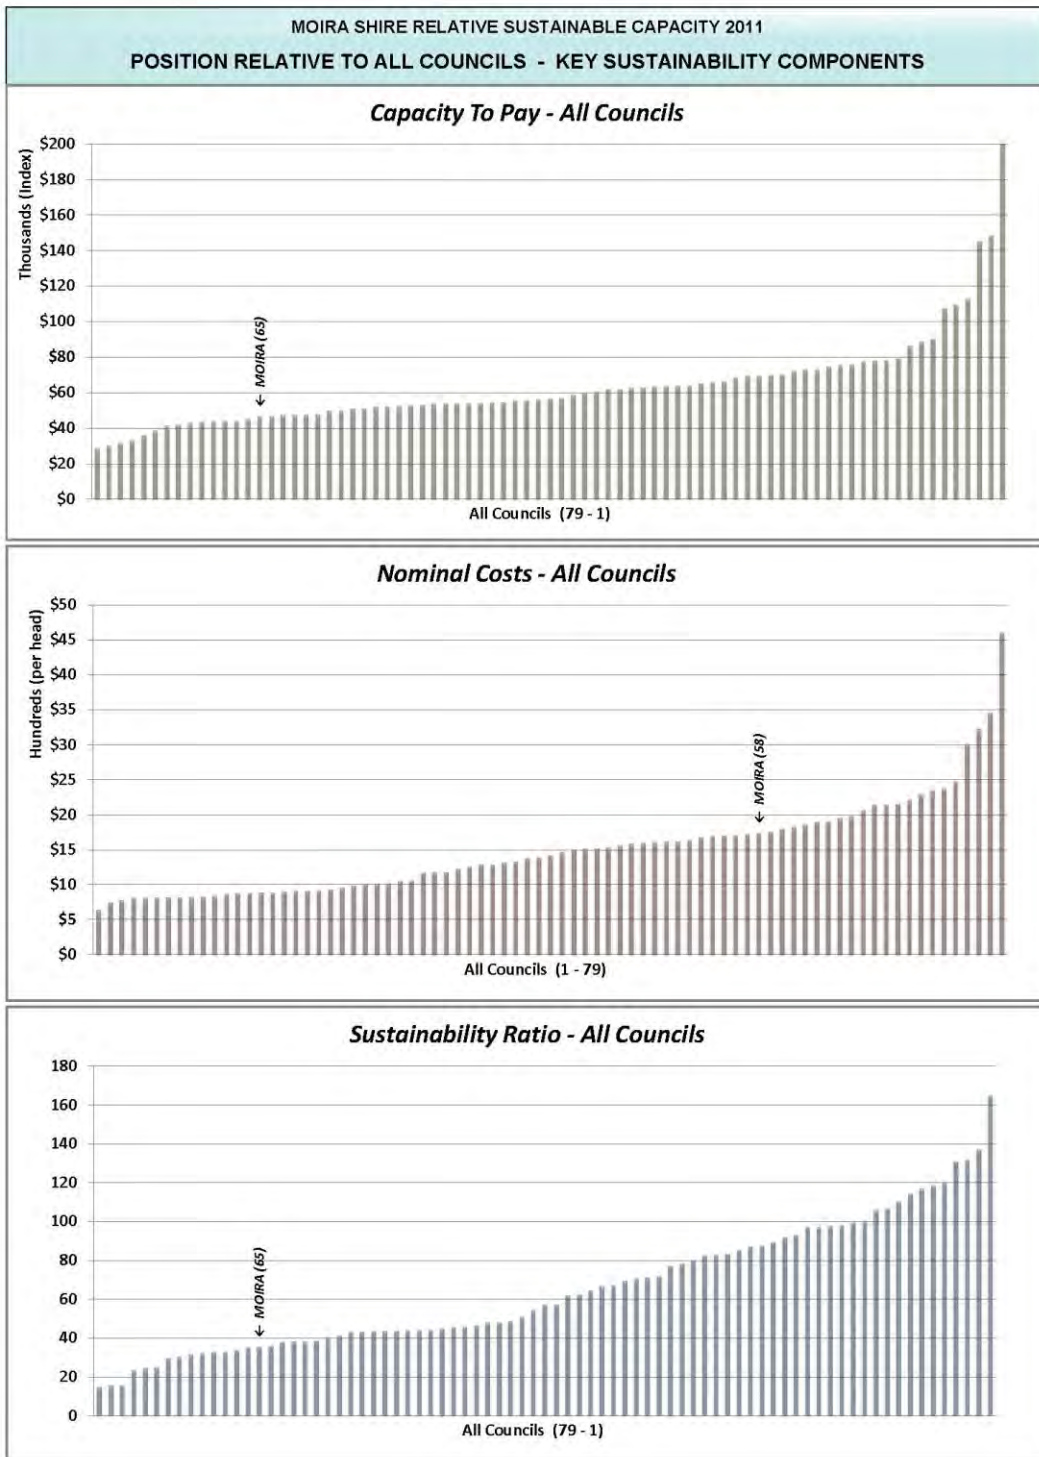 MOIRA SHIRE RELATIVE SUSTAINABLE CAPACITY 2011
POSITION RELATIVE TO ALL COUNCILS - KEY SUSTAINABILITY COMPONENTS
Capacity To Pay - All Councils
Thousands (Index)
$200
$180
$160
$140
$120
$100
$80
$60
$40
$20
$0
← MOIRA (65)
All Councils (79 - 1)
Nominal Costs - All Councils
Hundreds (per head)
$50
$45
$40
$35
$30
$25
$20
$15
$10
$5
$0
← MOIRA (58)
All Councils (1 - 79)
Sustainability Ratio - All Councils
180
160
140
120
100
80
60
40
20
0
← MOIRA (65)
All Councils (79 - 1)